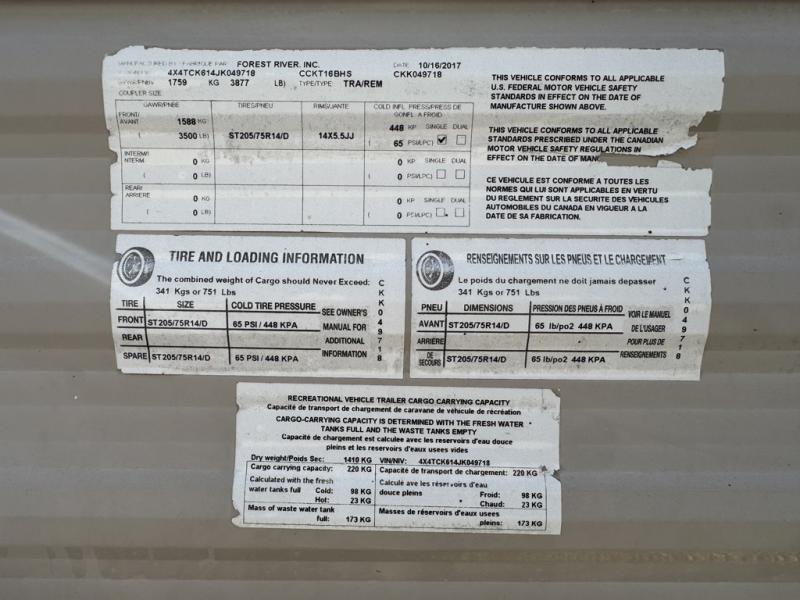 MANUFACTURED BY / FABRIQUE PAR FOREST RIVER, INC. DATE: 10/16/2017
4X4TCK614JK049718 CCKT16BHS CKK049718
1759 KG 3877 LB) TYPE/TYPE: TRA/REM
COUPLER SIZE
GAWR/PNBE TIRES/PNEU RIMS/JANTE COLD INFL. PRESS/PRESS DE GONFL. A FROID
FRONT/ AVANT 1588 KG 448 KP SINGLE DUAL
( 3500 LB) ST205/75R14/D 14X5.5JJ ( 65 PSI/LPC)
INTERM/ NTERM 0 KG 0 KP SINGLE DUAL
( 0 LB) ( 0 PSI/LPC)
REAR/ ARRIERE 0 KG 0 KP SINGLE DUAL
( 0 LB) ( 0 PSI/LPC)
THIS VEHICLE CONFORMS TO ALL APPLICABLE
U.S. FEDERAL MOTOR VEHICLE SAFETY
STANDARDS IN EFFECT ON THE DATE OF
MANUFACTURE SHOWN ABOVE.
THIS VEHICLE CONFORMS TO ALL APPLICABLE
STANDARDS PRESCRIBED UNDER THE CANADIAN
MOTOR VEHICLE SAFETY REGULATIONS IN
EFFECT ON THE DATE OF MAN
CE VEHICULE EST CONFORME A TOUTES LES
NORMES QUI LUI SONT APPLICABLES EN VERTU
DU REGLEMENT SUR LA SECURITE DES VEHICULES
AUTOMOBILES DU CANADA EN VIGUEUR A LA
DATE DE SA FABRICATION.
TIRE AND LOADING INFORMATION
The combined weight of Cargo should Never Exceed:
341 Kgs or 751 Lbs
TIRE SIZE COLD TIRE PRESSURE
FRONT ST205/75R14/D 65 PSI / 448 KPA
REAR
SPARE ST205/75R14/D 65 PSI / 448 KPA
SEE OWNER'S
MANUAL FOR
ADDITIONAL
INFORMATION
CKK049718
RENSEIGNEMENTS SUR LES PNEUS ET LE CHARGEMENT
Le poids du chargement ne doit jamais depasser
341 Kgs or 751 Lbs
PNEU DIMENSIONS PRESSION DES PNEUS À FROID
AVANT ST205/75R14/D 65 lb/po2 448 KPA
ARRIÈRE
DE SECOURS ST205/75R14/D 65 lb/po2 448 KPA
VOIR LE MANUEL
DE L'USAGER
POUR PLUS DE
RENSEIGNEMENTS
CKK049718
RECREATIONAL VEHICLE TRAILER CARGO CARRYING CAPACITY
Capacité de transport de chargement de caravane de véhicule de récréation
CARGO-CARRYING CAPACITY IS DETERMINED WITH THE FRESH WATER
TANKS FULL AND THE WASTE TANKS EMPTY
Capacité de chargement est calculee avec les reservoirs d'eau douce
pleins et les reservoirs d'eaux usees vides
Dry weight/Poids Sec: 1410 KG VIN/NIV: 4X4TCK614JK049718
Cargo carrying capacity: 220 KG
Calculated with the fresh
water tanks full Cold: 98 KG
Hot: 23 KG
Mass of waste water tank
full: 173 KG
Capacité de transport de chargement: 220 KG
Calculé ave les réservoirs d'eau
douce pleins Froid: 98 KG
Chaud: 23 KG
Masses de réservoirs d'eaux usees
pleins: 173 KG